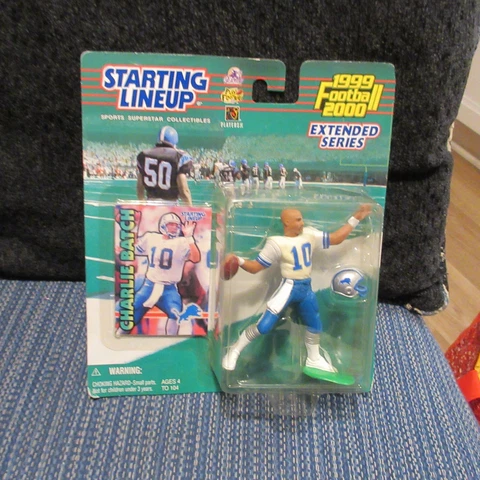 STARTING
LINEUP
SPORTS SUPERSTAR COLLECTIBLES
PLAYERS
1999
Football
2000
EXTENDED
SERIES
50
CHARLIE BATCH
10
10
WARNING:
CHOKING HAZARD-Small parts.
Not for children under 3 years.
AGES 4
TO 104